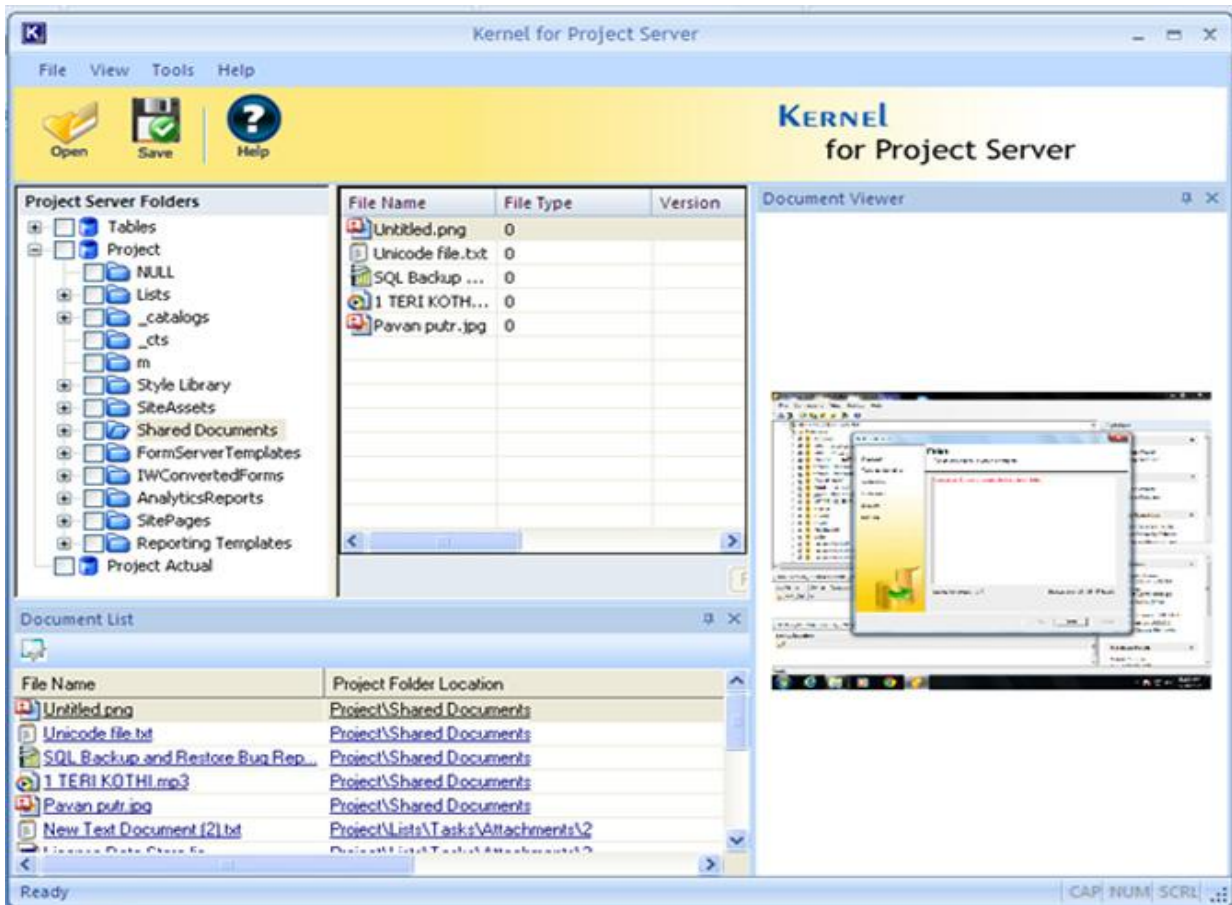 Kernel for Project Server
File View Tools Help
Open Save Help
KERNEL
for Project Server
Project Server Folders
Tables
Project
NULL
Lists
_catalogs
_cts
m
Style Library
SiteAssets
Shared Documents
FormServerTemplates
IWConvertedForms
AnalyticsReports
SitePages
Reporting Templates
Project Actual
File Name File Type Version
Untitled.png 0
Unicode file.txt 0
SQL Backup ... 0
1 TERI KOTH... 0
Pavan putr.jpg 0
Document Viewer
Document List
File Name Project Folder Location
Untitled.png Project\Shared Documents
Unicode file.txt Project\Shared Documents
SQL Backup and Restore Bug Rep... Project\Shared Documents
1 TERI KOTHI.mp3 Project\Shared Documents
Pavan putr.jpg Project\Shared Documents
New Text Document (2).txt Project\Lists\Tasks\Attachments\2
Ready CAP NUM SCRL